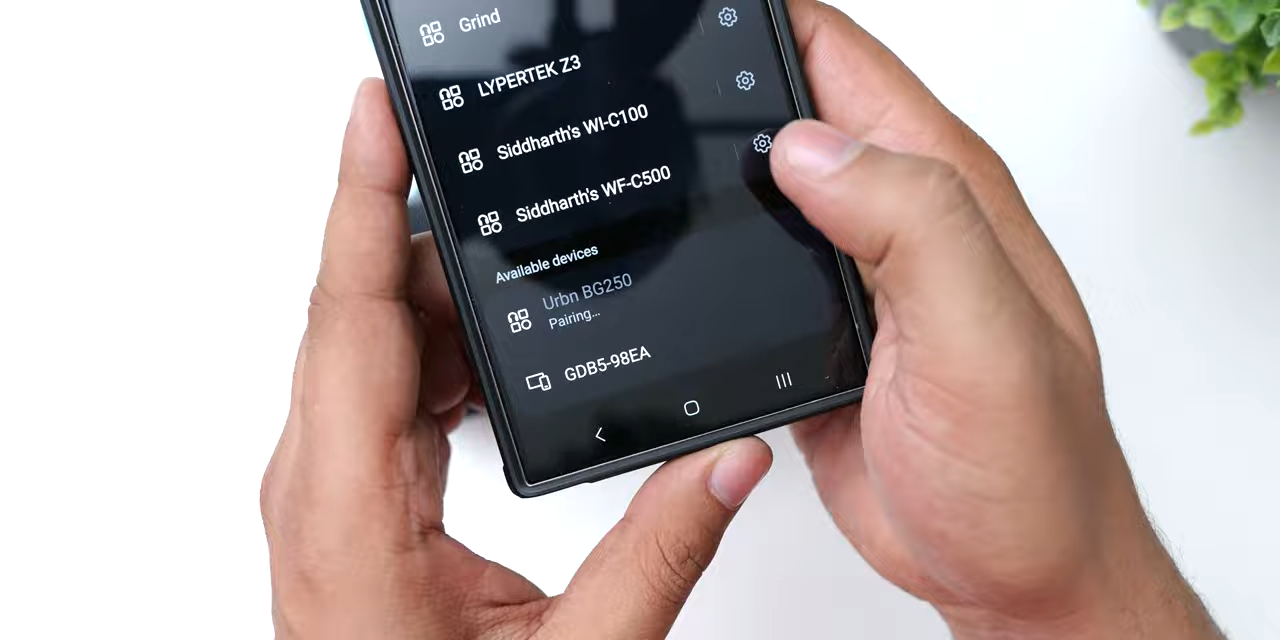 Grind
LYPERTEK Z3
Siddharth's WI-C100
Siddharth's WF-C500
Available devices
Urbn BG250
Pairing...
GDB5-98EA